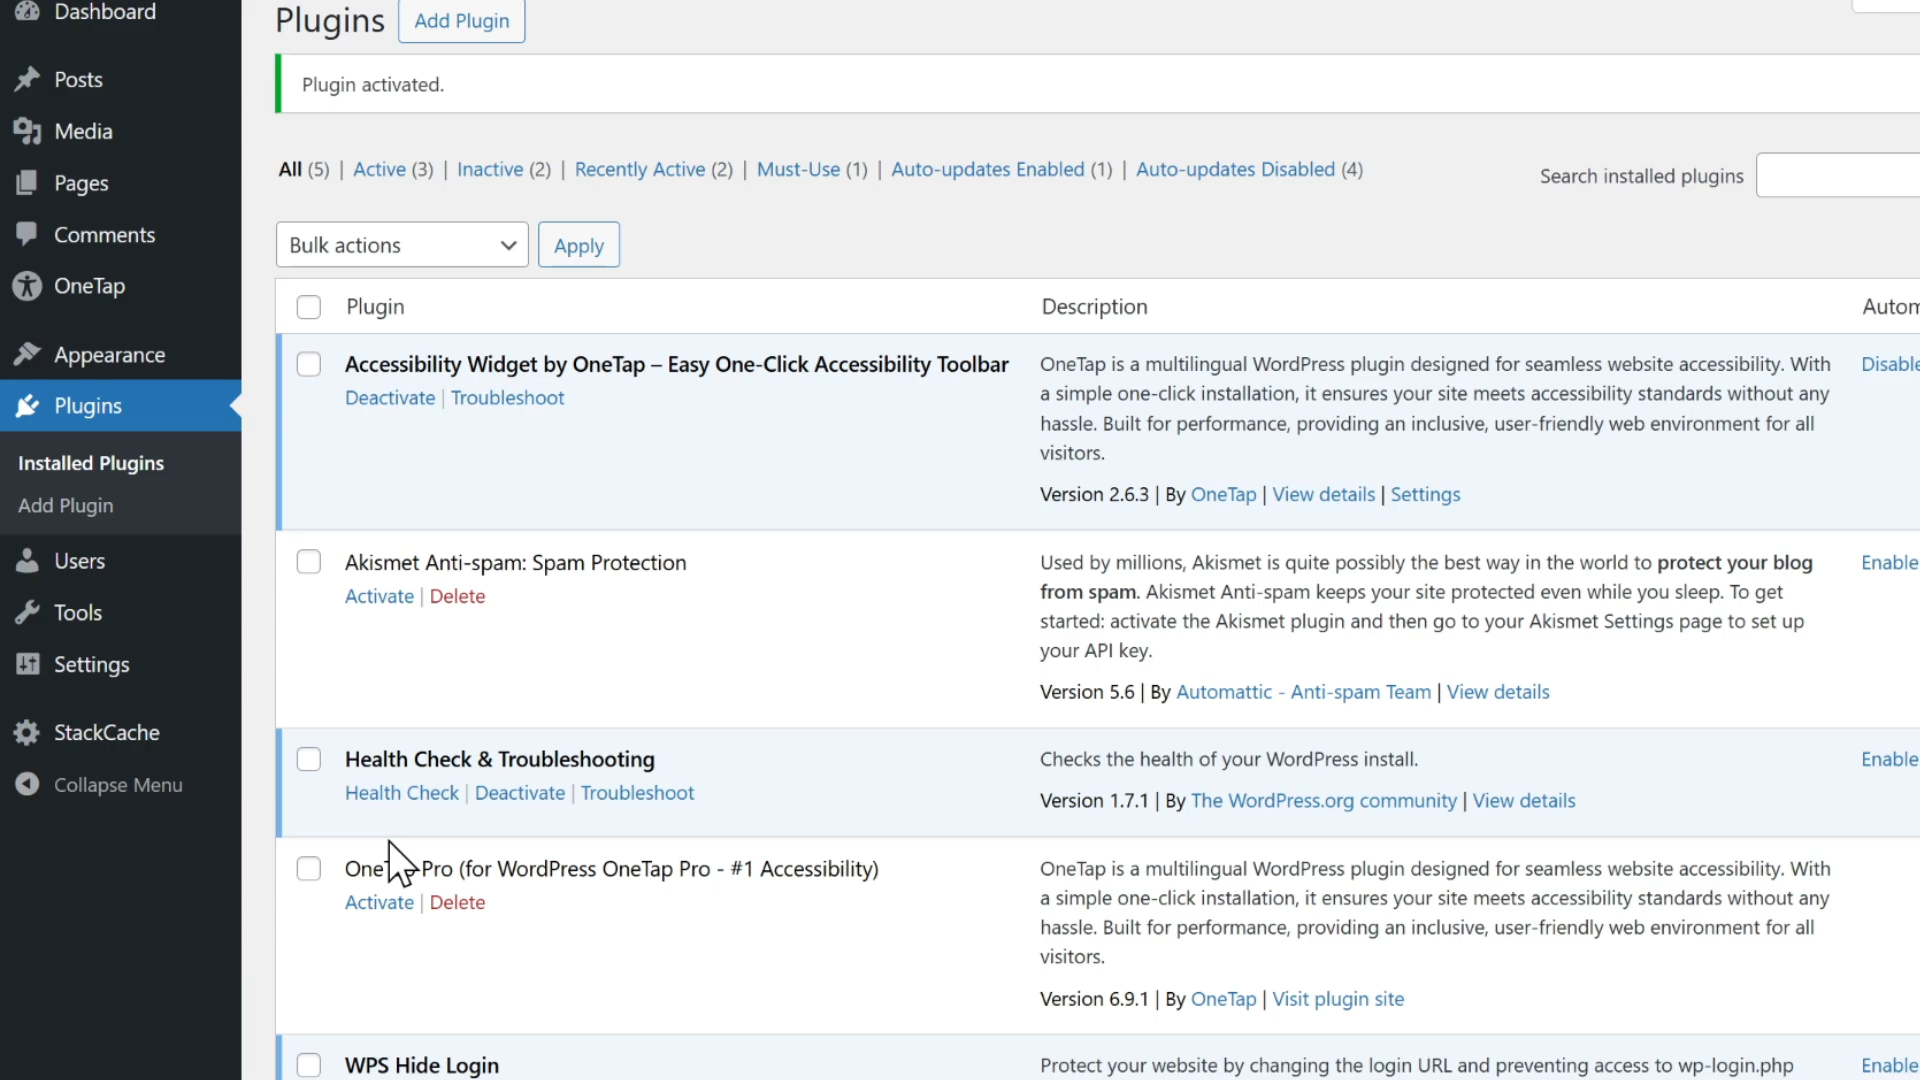 Dashboard
Plugins
Add Plugin
Posts
Plugin activated.
Media
Pages
All (5) | Active (3) | Inactive (2) | Recently Active (2) | Must-Use (1) | Auto-updates Enabled (1) | Auto-updates Disabled (4)
Search installed plugins
Comments
Bulk actions
Apply
OneTap
Plugin
Description
Appearance
Accessibility Widget by OneTap – Easy One-Click Accessibility Toolbar
Deactivate | Troubleshoot
OneTap is a multilingual WordPress plugin designed for seamless website accessibility. With
a simple one-click installation, it ensures your site meets accessibility standards without any
hassle. Built for performance, providing an inclusive, user-friendly web environment for all
visitors.
Version 2.6.3 | By OneTap | View details | Settings
Plugins
Installed Plugins
Add Plugin
Users
Akismet Anti-spam: Spam Protection
Activate | Delete
Used by millions, Akismet is quite possibly the best way in the world to protect your blog
from spam. Akismet Anti-spam keeps your site protected even while you sleep. To get
started: activate the Akismet plugin and then go to your Akismet Settings page to set up
your API key.
Version 5.6 | By Automattic - Anti-spam Team | View details
Enable
Tools
Settings
StackCache
Collapse Menu
Health Check & Troubleshooting
Health Check | Deactivate | Troubleshoot
Checks the health of your WordPress install.
Version 1.7.1 | By The WordPress.org community | View details
Enable
Pro (for WordPress OneTap Pro - #1 Accessibility)
Activate | Delete
OneTap is a multilingual WordPress plugin designed for seamless website accessibility. With
a simple one-click installation, it ensures your site meets accessibility standards without any
hassle. Built for performance, providing an inclusive, user-friendly web environment for all
visitors.
Version 6.9.1 | By OneTap | Visit plugin site
WPS Hide Login
Protect your website by changing the login URL and preventing access to wp-login.php
Enable